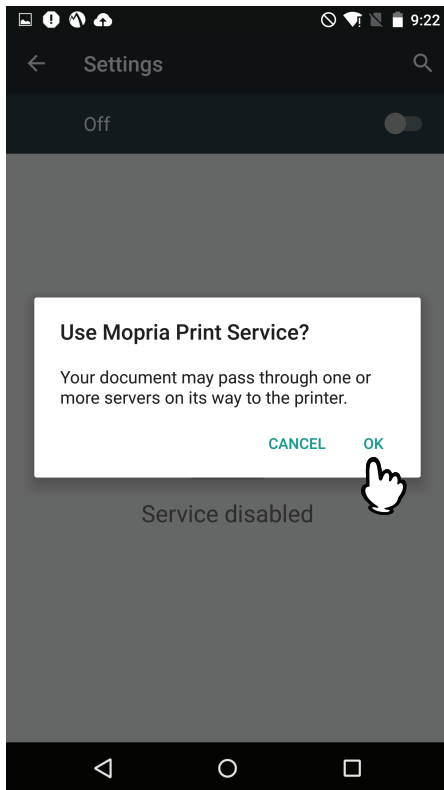 9:22
Settings
Off
Use Mopria Print Service?
Your document may pass through one or
more servers on its way to the printer.
CANCEL OK
Service disabled